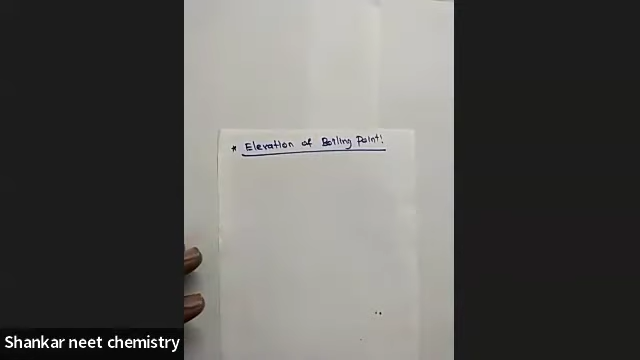 * Elevation of Boiling Point!
Shankar neet chemistry